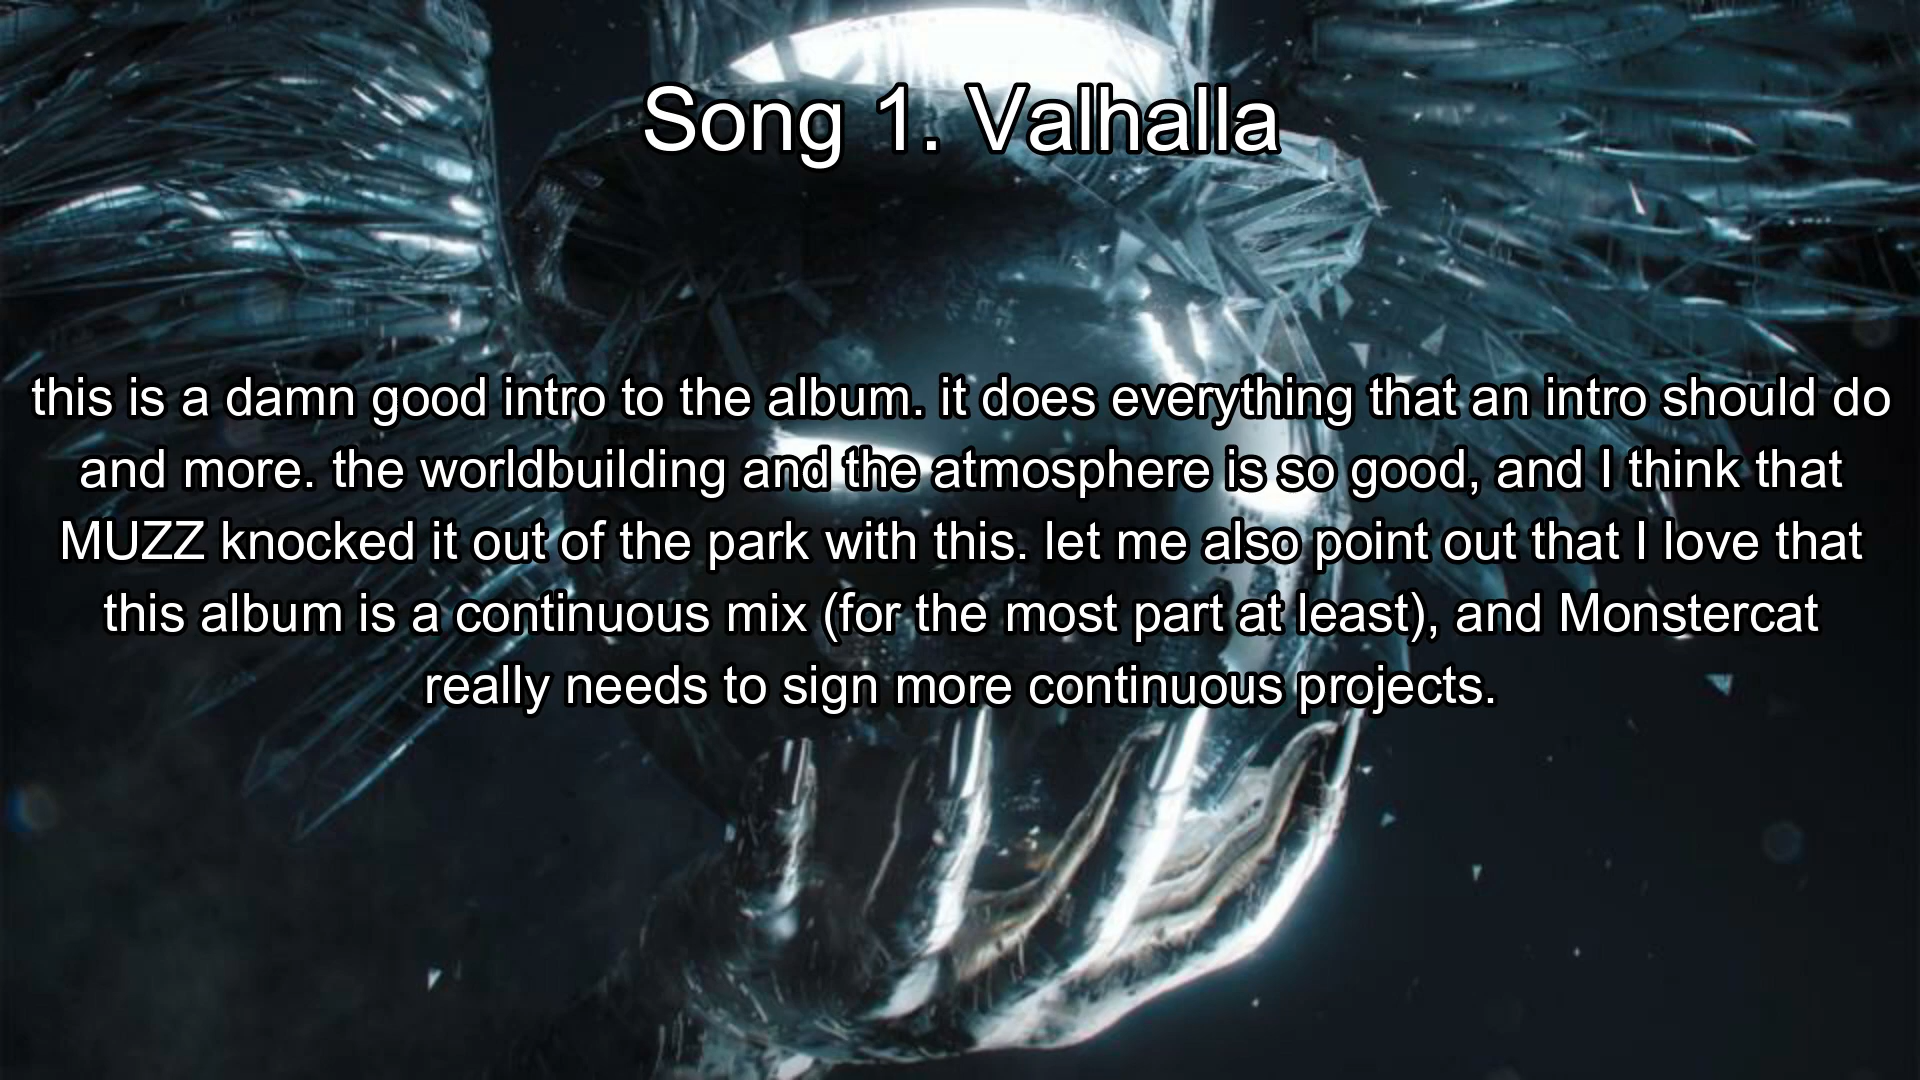 Song 1. Valhalla
this is a damn good intro to the album. it does everything that an intro should do
and more. the worldbuilding and the atmosphere is so good, and I think that
MUZZ knocked it out of the park with this. let me also point out that I love that
this album is a continuous mix (for the most part at least), and Monstercat
really needs to sign more continuous projects.